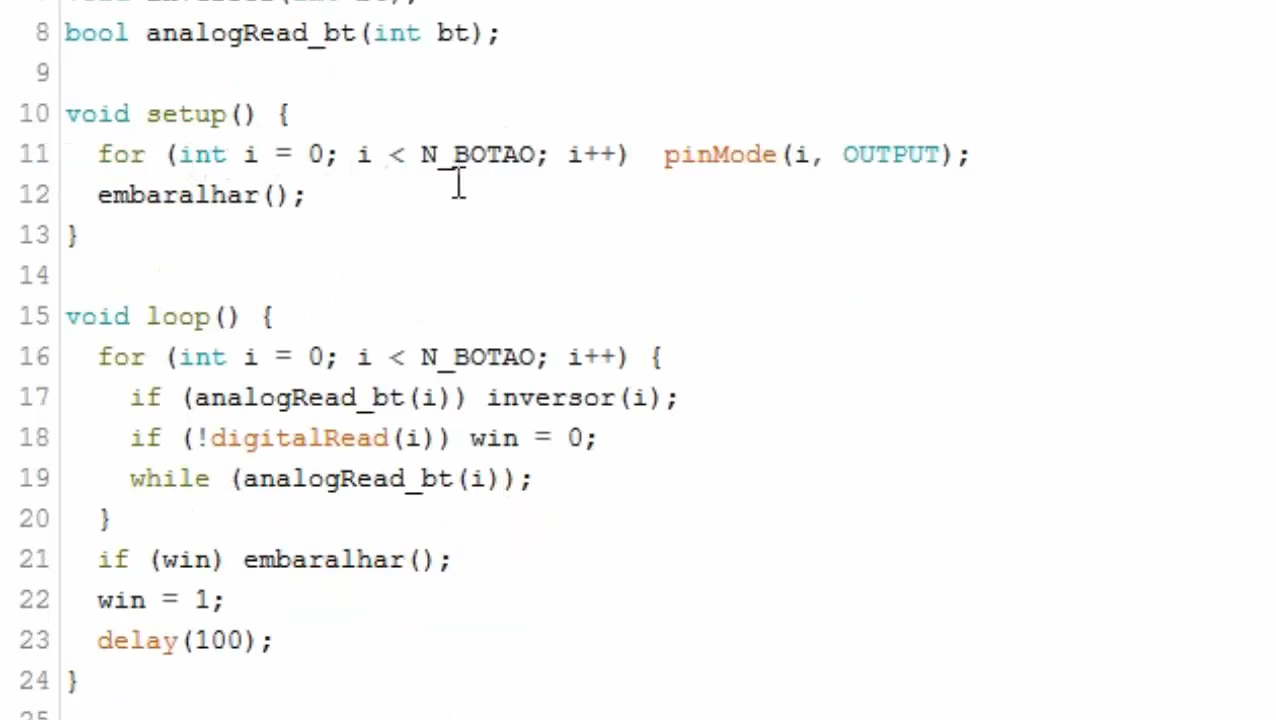 8 bool analogRead_bt(int bt);
9
10 void setup() {
11 for (int i = 0; i < N_BOTAO; i++) pinMode(i, OUTPUT);
12 embaralhar();
13 }
14
15 void loop() {
16 for (int i = 0; i < N_BOTAO; i++) {
17 if (analogRead_bt(i)) inversor(i);
18 if (!digitalRead(i)) win = 0;
19 while (analogRead_bt(i));
20 }
21 if (win) embaralhar();
22 win = 1;
23 delay(100);
24 }